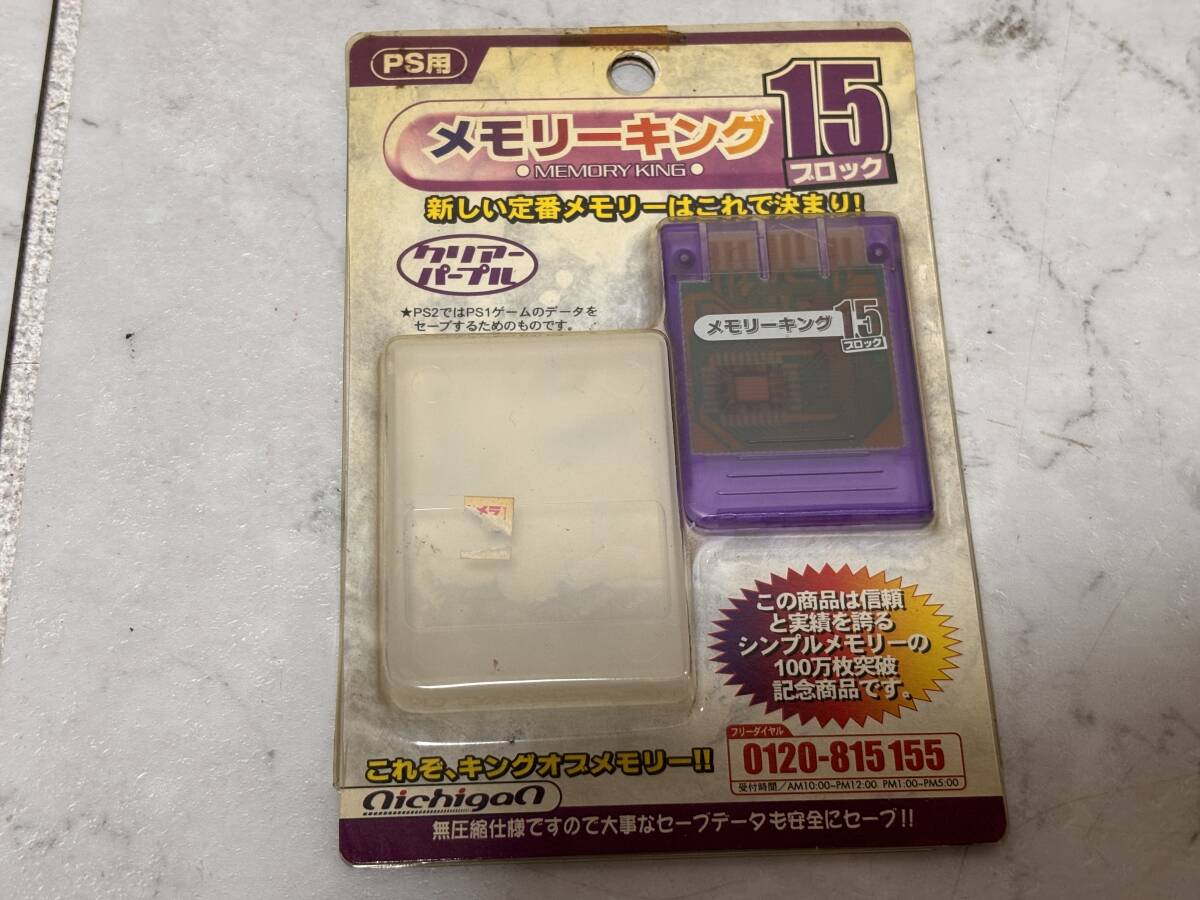 PS用
メモリーキング
MEMORY KING
15
ブロック
新しい定番メモリーはこれで決まり!
クリアー
パープル
★PS2ではPS1ゲームのデータを
セーブするためのものです。
メモリーキング
15
ブロック
この商品は信頼
と実績を誇る
シンプルメモリーの
100万枚突破
記念商品です。
フリーダイヤル
0120-815155
受付時間/AM10:00~PM12:00 PM1:00~PM5:00
これぞ、キングオブメモリー!!
nichigan
無圧縮仕様ですので大事なセーブデータも安全にセーブ!!